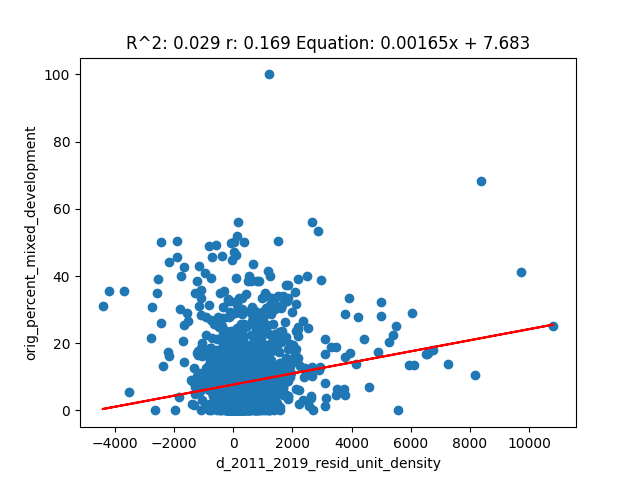 R^2: 0.029 r: 0.169 Equation: 0.00165x + 7.683
orig_percent_mixed_development
100
80
60
40
20
0
−4000 −2000 0 2000 4000 6000 8000 10000
d_2011_2019_resid_unit_density